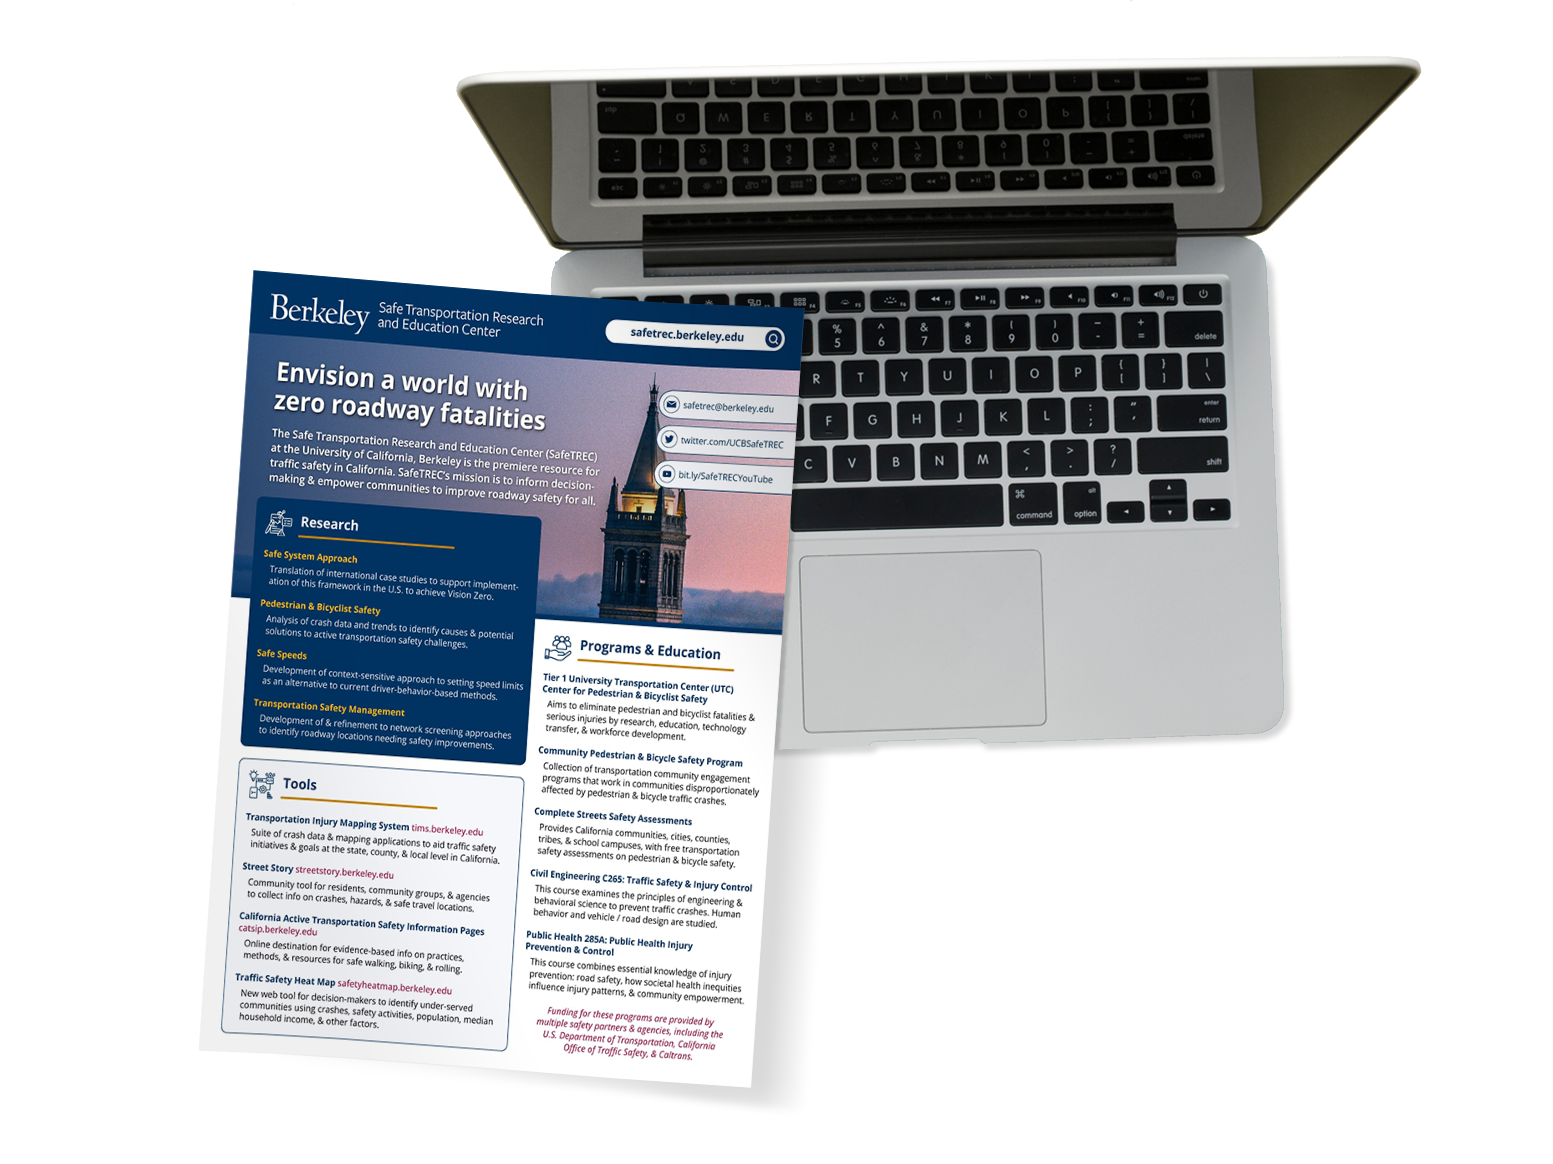 Berkeley
Safe Transportation Research
and Education Center
safetrec.berkeley.edu
Envision a world with
zero roadway fatalities
The Safe Transportation Research and Education Center (SafeTREC)
at the University of California, Berkeley is the premiere resource for
traffic safety in California. SafeTREC's mission is to inform decision-
making & empower communities to improve roadway safety for all.
safetrec@berkeley.edu
twitter.com/UCBSafeTREC
bit.ly/SafeTRECYouTube
Research
Safe System Approach
Translation of international case studies to support implement-
ation of this framework in the U.S. to achieve Vision Zero.
Pedestrian & Bicyclist Safety
Analysis of crash data and trends to identify causes & potential
solutions to active transportation safety challenges.
Safe Speeds
Development of context-sensitive approach to setting speed limits
as an alternative to current driver-behavior-based methods.
Transportation Safety Management
Development of & refinement to network screening approaches
to identify roadway locations needing safety improvements.
Tools
Transportation Injury Mapping System tims.berkeley.edu
Suite of crash data & mapping applications to aid traffic safety
initiatives & goals at the state, county, & local level in California.
Street Story streetstory.berkeley.edu
Community tool for residents, community groups, & agencies
to collect info on crashes, hazards, & safe travel locations.
California Active Transportation Safety Information Pages
catsip.berkeley.edu
Online destination for evidence-based info on practices,
methods, & resources for safe walking, biking, & rolling.
Traffic Safety Heat Map safetyheatmap.berkeley.edu
New web tool for decision-makers to identify under-served
communities using crashes, safety activities, population, median
household income, & other factors.
Programs & Education
Tier 1 University Transportation Center (UTC)
Center for Pedestrian & Bicyclist Safety
Aims to eliminate pedestrian and bicyclist fatalities &
serious injuries by research, education, technology
transfer, & workforce development.
Community Pedestrian & Bicycle Safety Program
Collection of transportation community engagement
programs that work in communities disproportionately
affected by pedestrian & bicycle traffic crashes.
Complete Streets Safety Assessments
Provides California communities, cities, counties,
tribes, & school campuses, with free transportation
safety assessments on pedestrian & bicycle safety.
Civil Engineering C265: Traffic Safety & Injury Control
This course examines the principles of engineering &
behavioral science to prevent traffic crashes. Human
behavior and vehicle / road design are studied.
Public Health 285A: Public Health Injury
Prevention & Control
This course combines essential knowledge of injury
prevention: road safety, how societal health inequities
influence injury patterns, & community empowerment.
Funding for these programs are provided by
multiple safety partners & agencies, including the
U.S. Department of Transportation, California
Office of Traffic Safety, & Caltrans.
% 5 ^ 6 & 7 * 8 ( 9 ) 0 - _ + = delete
R T Y U I O P { [ } ] | \
F G H J K L : ; " ' enter return
C V B N M < , > . ? / shift
command alt option